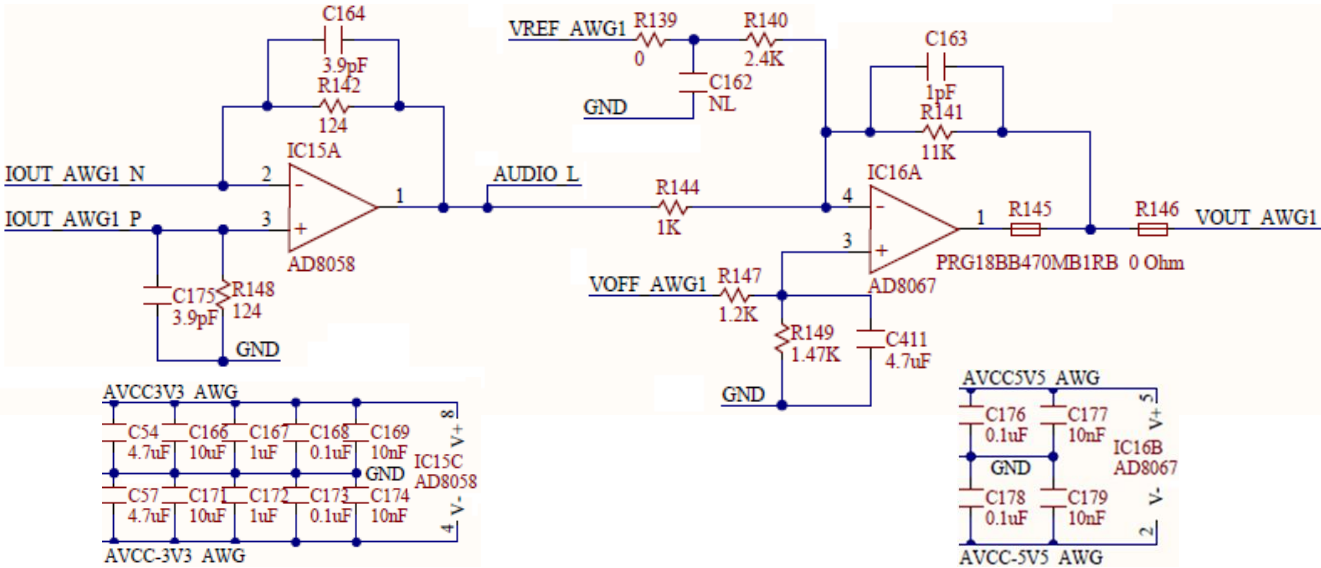 C164
3.9pF
R142
124
IC15A
IOUT_AWG1_N
2
-
1
AUDIO_L
IOUT_AWG1_P
3
+
AD8058
C175
3.9pF
R148
124
GND
VREF_AWG1
R139
0
R140
2.4K
C162
NL
GND
C163
1pF
R141
11K
IC16A
R144
1K
4
-
1
R145
R146
VOUT_AWG1
3
+
PRG18BB470MB1RB
0 Ohm
AD8067
VOFF_AWG1
R147
1.2K
R149
1.47K
C411
4.7uF
GND
AVCC3V3_AWG
8
V+
C54
4.7uF
C166
10uF
C167
1uF
C168
0.1uF
C169
10nF
GND
IC15C
AD8058
C57
4.7uF
C171
10uF
C172
1uF
C173
0.1uF
C174
10nF
V-
4
AVCC-3V3_AWG
AVCC5V5_AWG
5
V+
C176
0.1uF
C177
10nF
GND
IC16B
AD8067
C178
0.1uF
C179
10nF
V-
2
AVCC-5V5_AWG